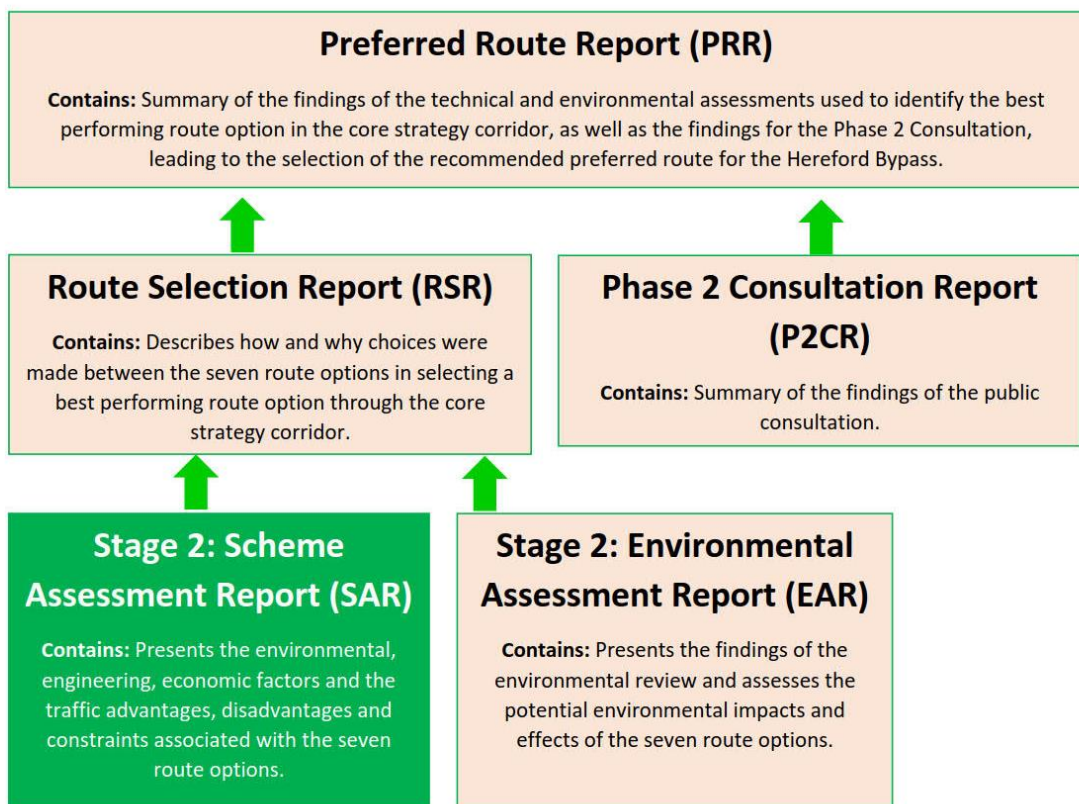 Preferred Route Report (PRR)
Contains: Summary of the findings of the technical and environmental assessments used to identify the best
performing route option in the core strategy corridor, as well as the findings for the Phase 2 Consultation,
leading to the selection of the recommended preferred route for the Hereford Bypass.
Route Selection Report (RSR)
Contains: Describes how and why choices were
made between the seven route options in selecting a
best performing route option through the core
strategy corridor.
Phase 2 Consultation Report
(P2CR)
Contains: Summary of the findings of the public
consultation.
Stage 2: Scheme
Assessment Report (SAR)
Contains: Presents the environmental,
engineering, economic factors and the
traffic advantages, disadvantages and
constraints associated with the seven
route options.
Stage 2: Environmental
Assessment Report (EAR)
Contains: Presents the findings of the
environmental review and assesses the
potential environmental impacts and
effects of the seven route options.